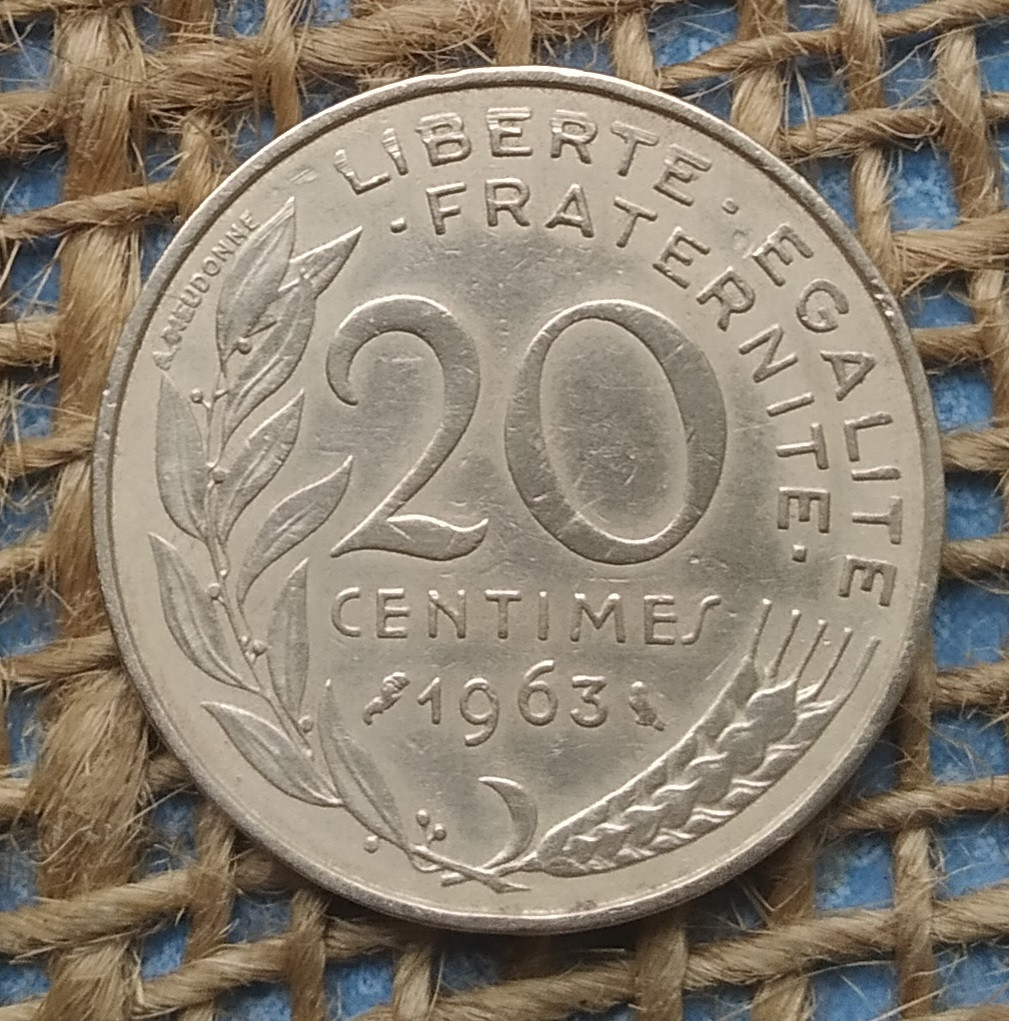 LIBERTE · EGALITE
· FRATERNITE ·
A.DIEUDONNE
20
CENTIMES
1963